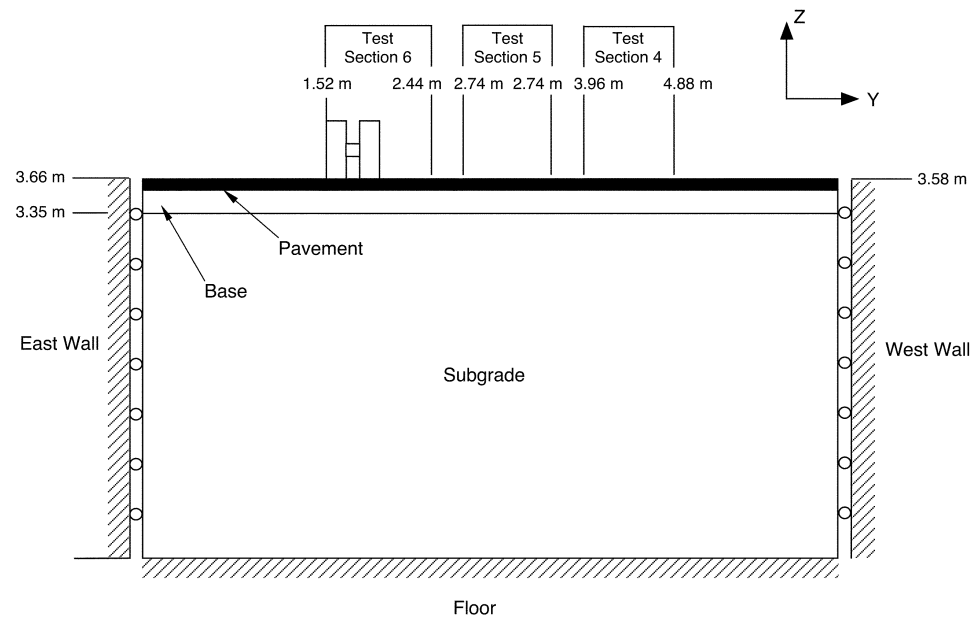 Test
Section 6
Test
Section 5
Test
Section 4
Z
Y
1.52 m
2.44 m
2.74 m
2.74 m
3.96 m
4.88 m
3.66 m
3.58 m
3.35 m
Pavement
Base
East Wall
West Wall
Subgrade
Floor